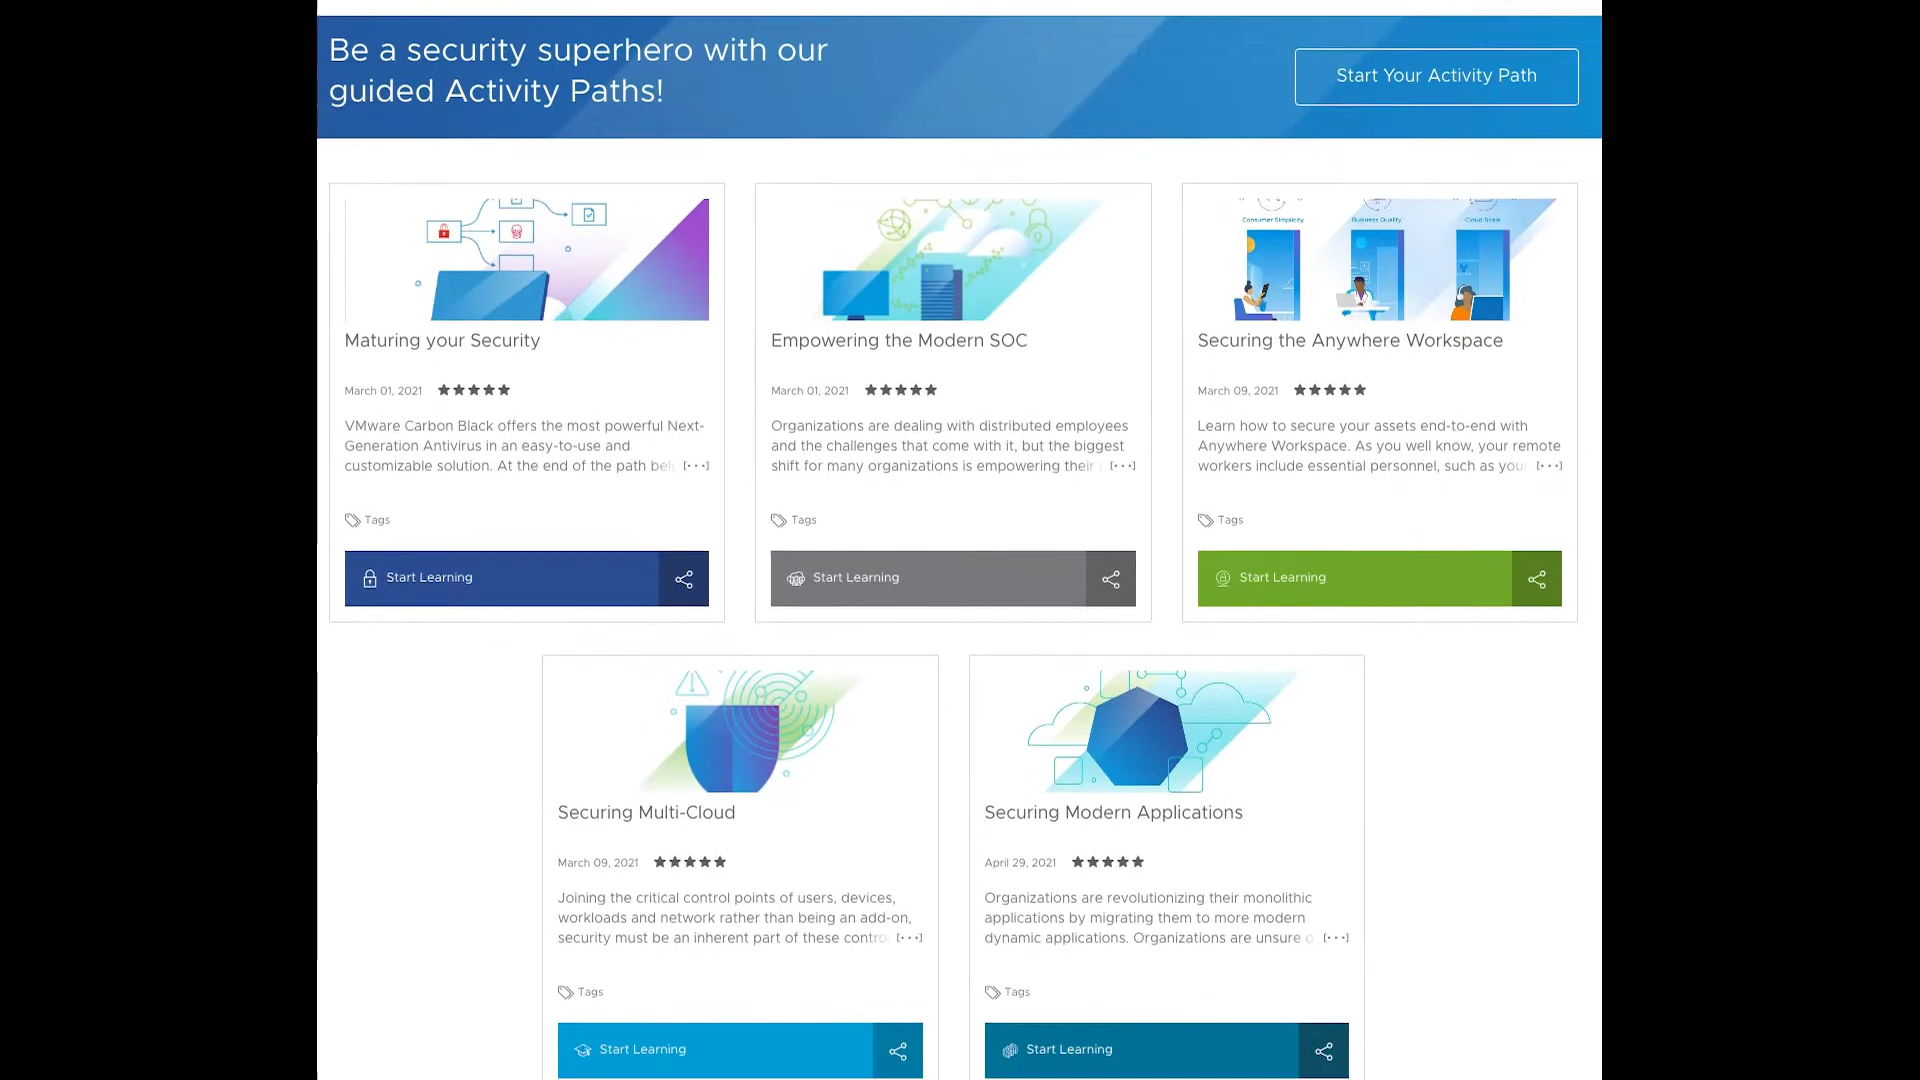 Be a security superhero with our
guided Activity Paths!
Start Your Activity Path
Maturing your Security
March 01, 2021
VMware Carbon Black offers the most powerful Next-
Generation Antivirus in an easy-to-use and
customizable solution. At the end of the path [···]
Tags
Start Learning
Consumer Simplicity
Business Quality
Cloud Scale
Empowering the Modern SOC
March 01, 2021
Organizations are dealing with distributed employees
and the challenges that come with it, but the biggest
shift for many organizations is empowering their [···]
Tags
Start Learning
Securing the Anywhere Workspace
March 09, 2021
Learn how to secure your assets end-to-end with
Anywhere Workspace. As you well know, your remote
workers include essential personnel, such as your [···]
Tags
Start Learning
Securing Multi-Cloud
March 09, 2021
Joining the critical control points of users, devices,
workloads and network rather than being an add-on,
security must be an inherent part of these contro [···]
Tags
Start Learning
Securing Modern Applications
April 29, 2021
Organizations are revolutionizing their monolithic
applications by migrating them to more modern
dynamic applications. Organizations are unsure [···]
Tags
Start Learning